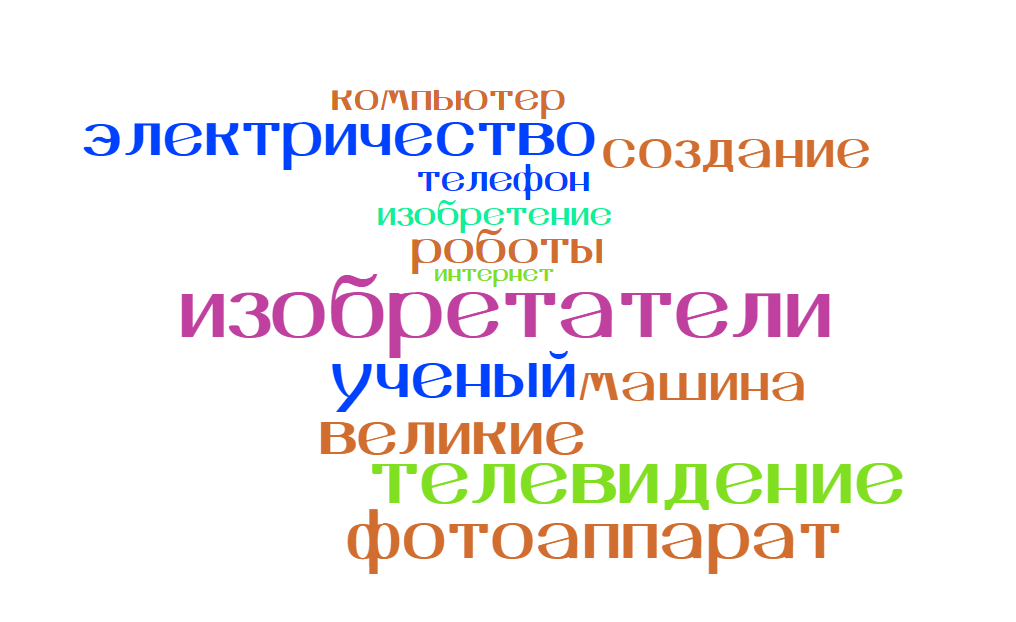 компьютер
электричество создание
телефон
изобретение
роботы
интернет
изобретатели
ученый машина
великие
телевидение
фотоаппарат